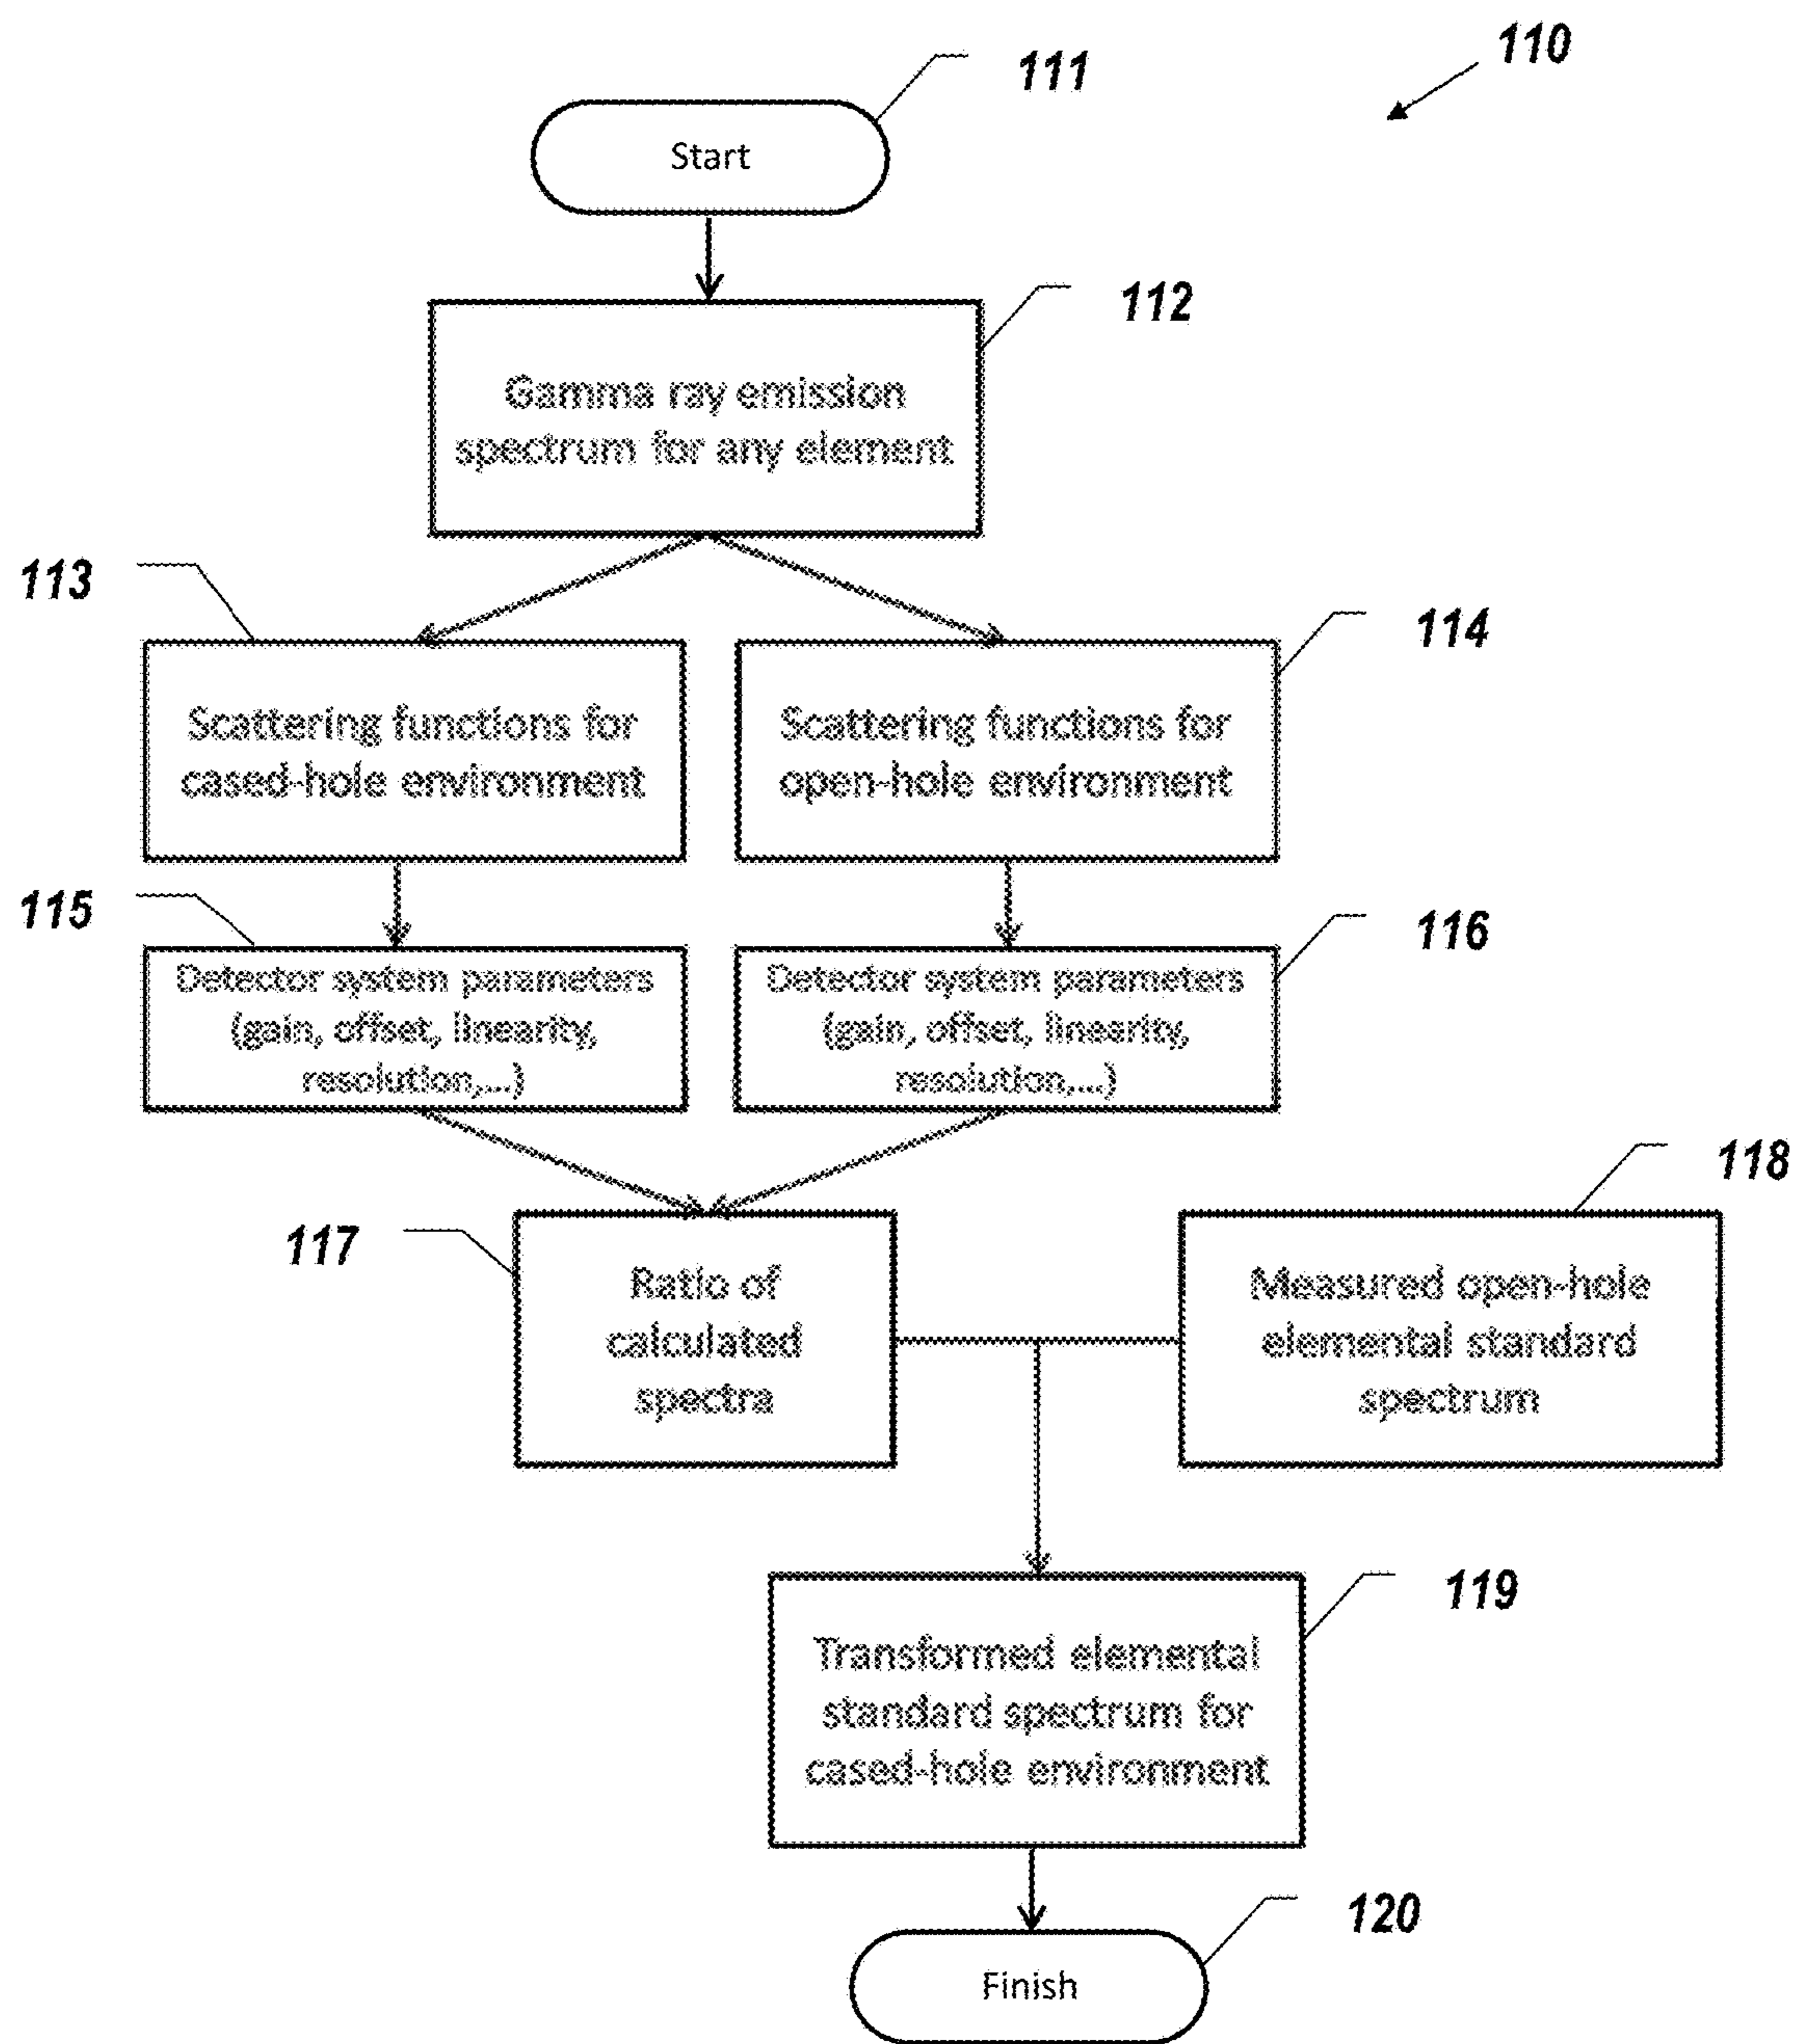 110
111
Start
112
Gamma ray emission
spectrum for any element
113
114
Scattering functions for
cased-hole environment
Scattering functions for
open-hole environment
115
116
Detector system parameters
(gain, offset, linearity,
resolution,...)
Detector system parameters
(gain, offset, linearity,
resolution,....)
117
118
Ratio of
calculated
spectra
Measured open-hole
elemental standard
spectrum
119
Transformed elemental
standard spectrum for
cased-hole environment
120
Finish